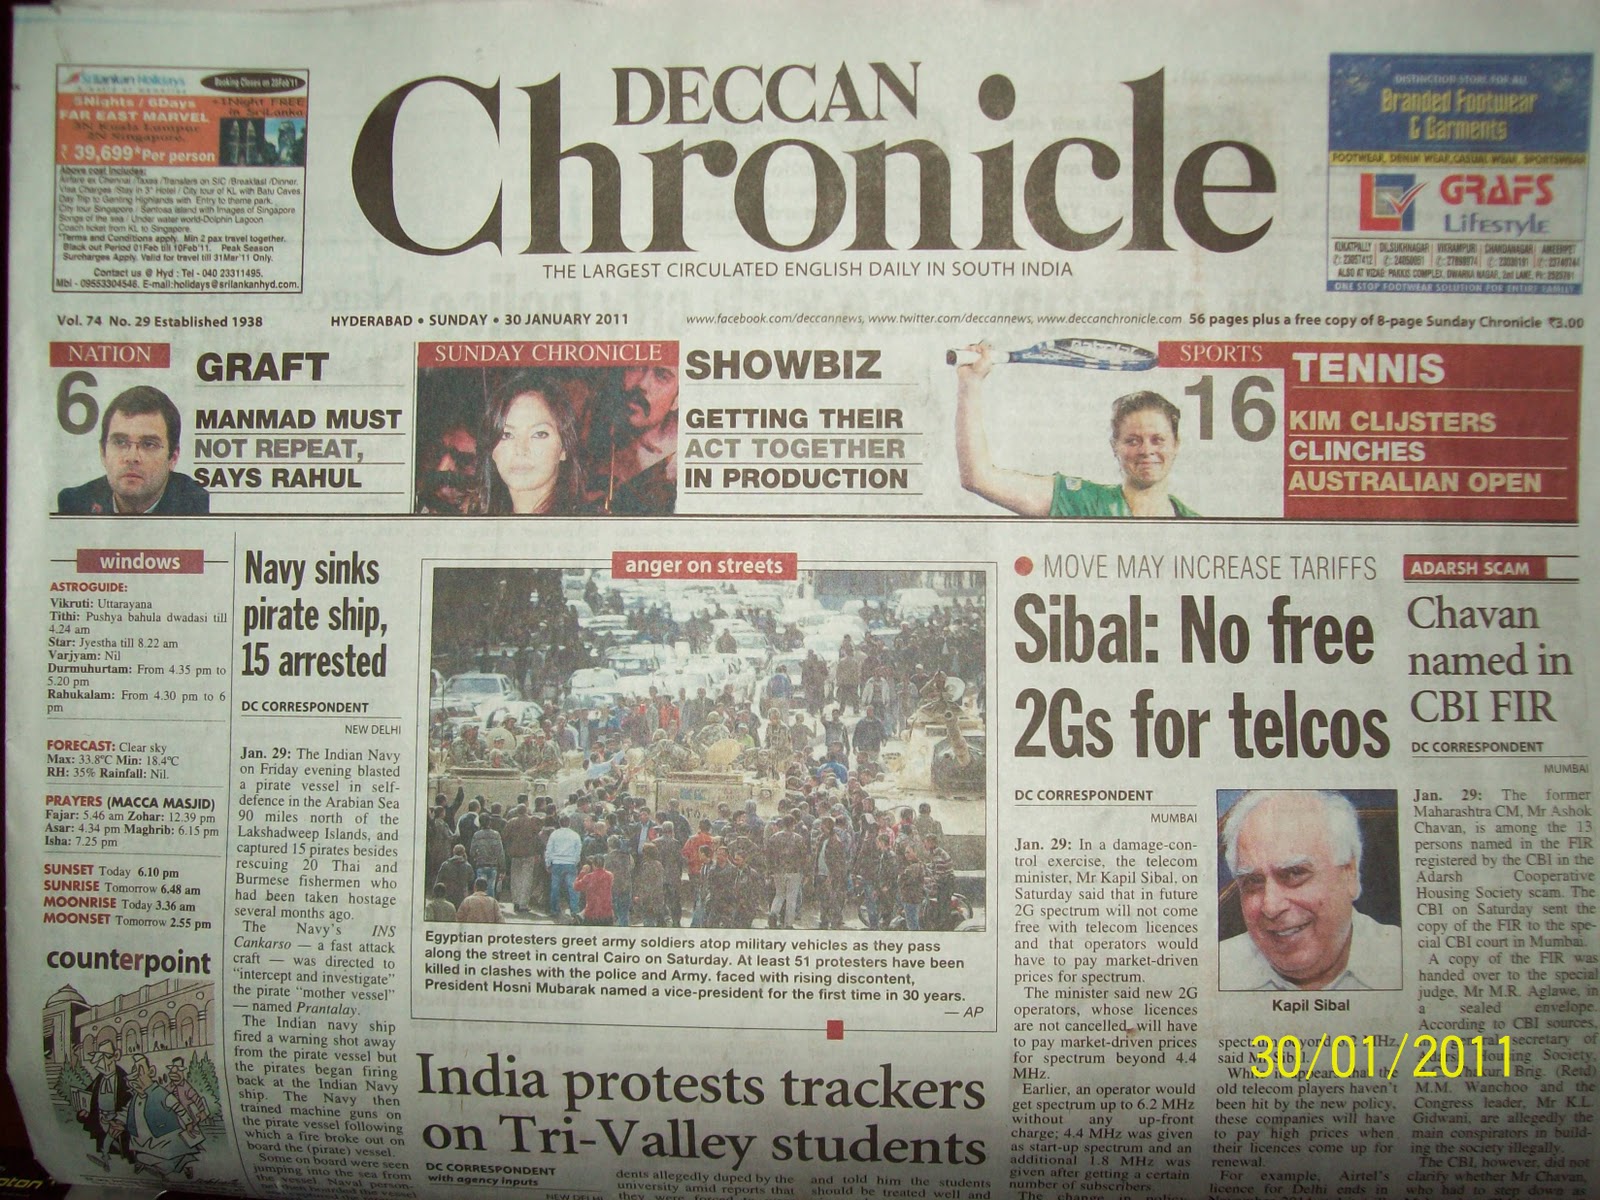 SriLankan Holidays
Booking Closes on 28Feb'11
5Nights / 6Days
+1Night FREE
in SriLanka
FAR EAST MARVEL
3N Kuala Lumpur
2N Singapore
₹ 39,699*Per person
Above cost Includes:
Airfare ex Chennai /Taxes /Transfers on SIC /Breakfast /Dinner.
Visa Charges /Stay in 3* Hotel / City tour of KL with Batu Caves
Day Trip to Genting Highlands with Entry to theme park.
City tour Singapore / Sentosa island with Images of Singapore
Songs of the sea / Under water world-Dolphin Lagoon
Coach ticket from KL to Singapore.
*Terms and Conditions apply. Min 2 pax travel together.
Black out Period 01Feb till 10Feb'11. Peak Season
Surcharges Apply. Valid for travel till 31Mar'11 Only.
Contact us @ Hyd : Tel - 040 23311495,
Mbl - 09553304546. E-mail:holidays@srilankanhyd.com.
DECCAN
Chronicle
THE LARGEST CIRCULATED ENGLISH DAILY IN SOUTH INDIA
DISTINCTION STORE FOR ALL
Branded Footwear
& Garments
FOOTWEAR, DENIM WEAR, CASUAL WEAR, SPORTSWEAR
GRAFS
Lifestyle
KUKATPALLY DILSUKHNAGAR VIKRAMPURI CHANDANAGAR AMEERPET
ONE STOP FOOTWEAR SOLUTION FOR ENTIRE FAMILY
Vol. 74 No. 29 Established 1938
HYDERABAD • SUNDAY • 30 JANUARY 2011
www.facebook.com/deccannews, www.twitter.com/deccannews, www.deccanchronicle.com 56 pages plus a free copy of 8-page Sunday Chronicle ₹3.00
NATION
6
GRAFT
MANMAD MUST
NOT REPEAT,
SAYS RAHUL
SUNDAY CHRONICLE
SHOWBIZ
GETTING THEIR
ACT TOGETHER
IN PRODUCTION
SPORTS
16
TENNIS
KIM CLIJSTERS
CLINCHES
AUSTRALIAN OPEN
windows
ASTROGUIDE:
Vikruti: Uttarayana
Tithi: Pushya bahula dwadasi till
4.24 am
Star: Jyestha till 8.22 am
Varjyam: Nil
Durmuhurtam: From 4.35 pm to
5.20 pm
Rahukalam: From 4.30 pm to 6
pm
FORECAST: Clear sky
Max: 33.8ºC Min: 18.4ºC
RH: 35% Rainfall: Nil.
PRAYERS (MACCA MASJID)
Fajar: 5.46 am Zohar: 12.39 pm
Asar: 4.34 pm Maghrib: 6.15 pm
Isha: 7.25 pm
SUNSET Today 6.10 pm
SUNRISE Tomorrow 6.48 am
MOONRISE Today 3.36 am
MOONSET Tomorrow 2.55 pm
counterpoint
Navy sinks
pirate ship,
15 arrested
DC CORRESPONDENT
NEW DELHI
Jan. 29: The Indian Navy
on Friday evening blasted
a pirate vessel in self-
defence in the Arabian Sea
90 miles north of the
Lakshadweep Islands, and
captured 15 pirates besides
rescuing 20 Thai and
Burmese fishermen who
had been taken hostage
several months ago.
The Navy's INS
Cankarso — a fast attack
craft — was directed to
"intercept and investigate"
the pirate "mother vessel"
— named Prantalay.
The Indian navy ship
fired a warning shot away
from the pirate vessel but
the pirates began firing
back at the Indian Navy
ship. The Navy then
trained machine guns on
the pirate vessel following
which a fire broke out on
board the (pirate) vessel.
Some on board were seen
jumping into the sea from
the vessel. Naval person-
anger on streets
Egyptian protesters greet army soldiers atop military vehicles as they pass
along the street in central Cairo on Saturday. At least 51 protesters have been
killed in clashes with the police and Army. faced with rising discontent,
President Hosni Mubarak named a vice-president for the first time in 30 years.
— AP
India protests trackers
on Tri-Valley students
DC CORRESPONDENT
with agency inputs
NEW DELHI
dents allegedly duped by the
university amid reports that
they were
and told him the students
should be treated well and
• MOVE MAY INCREASE TARIFFS
Sibal: No free
2Gs for telcos
DC CORRESPONDENT
MUMBAI
Jan. 29: In a damage-con-
trol exercise, the telecom
minister, Mr Kapil Sibal, on
Saturday said that in future
2G spectrum will not come
free with telecom licences
and that operators would
have to pay market-driven
prices for spectrum.
The minister said new 2G
operators, whose licences
are not cancelled, will have
to pay market-driven prices
for spectrum beyond 4.4
MHz.
Earlier, an operator would
get spectrum up to 6.2 MHz
without any up-front
charge; 4.4 MHz was given
as start-up spectrum and an
additional 1.8 MHz was
given after getting a certain
number of subscribers.
The change in policy
Kapil Sibal
spectrum beyond MHz,
said Mr Sibal.
the
old telecom players haven't
been hit by the new policy,
these companies will have
to pay high prices when
their licences come up for
renewal.
For example, Airtel's
licence for Delhi ends in
ADARSH SCAM
Chavan
named in
CBI FIR
DC CORRESPONDENT
MUMBAI
Jan. 29: The former
Maharashtra CM, Mr Ashok
Chavan, is among the 13
persons named in the FIR
registered by the CBI in the
Adarsh Cooperative
Housing Society scam. The
CBI on Saturday sent the
copy of the FIR to the spe-
cial CBI court in Mumbai.
A copy of the FIR was
handed over to the special
judge, Mr M.R. Aglawe, in
a sealed envelope.
According to CBI sources,
secretary of
Housing Society,
Brig. (Retd)
M.M. Wanchoo and the
Congress leader, Mr K.L.
Gidwani, are allegedly the
main conspirators in build-
ing the society illegally.
The CBI, however, did not
clarify whether Mr Chavan,
who had to step
30/01/2011